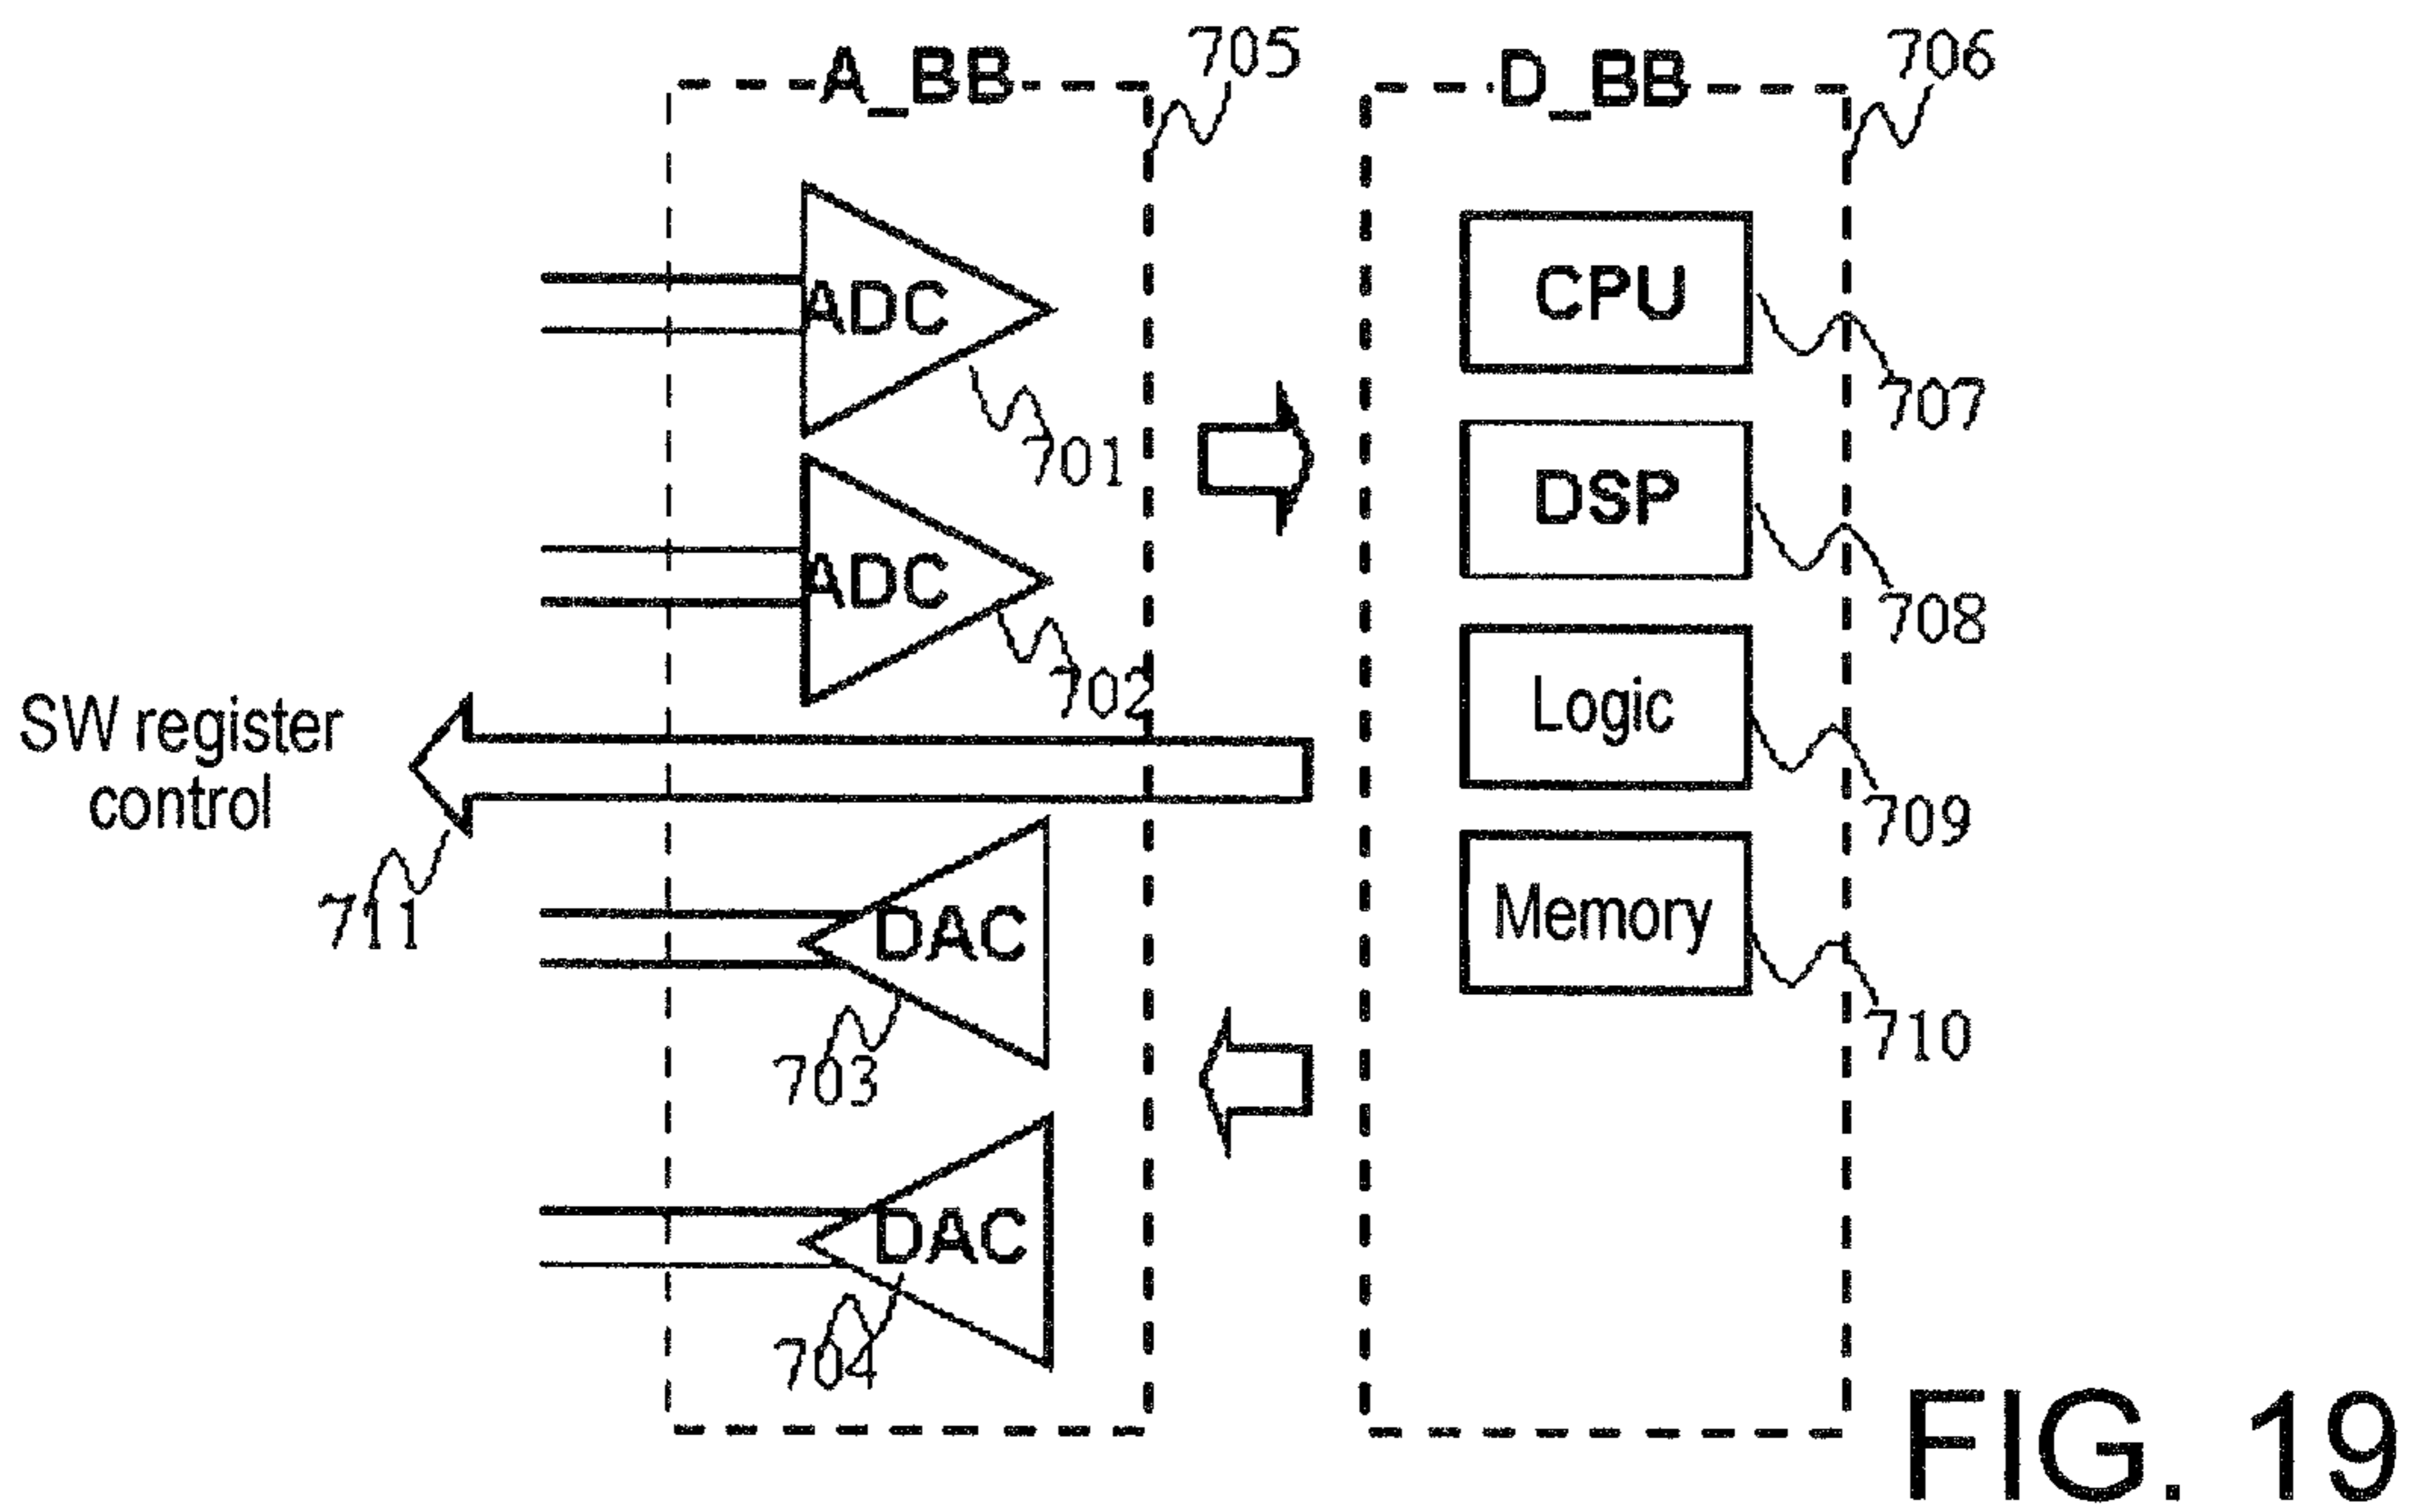 A_BB
705
D_BB
706
ADC
701
ADC
702
SW register
control
711
DAC
703
DAC
704
CPU
707
DSP
708
Logic
709
Memory
710
FIG. 19